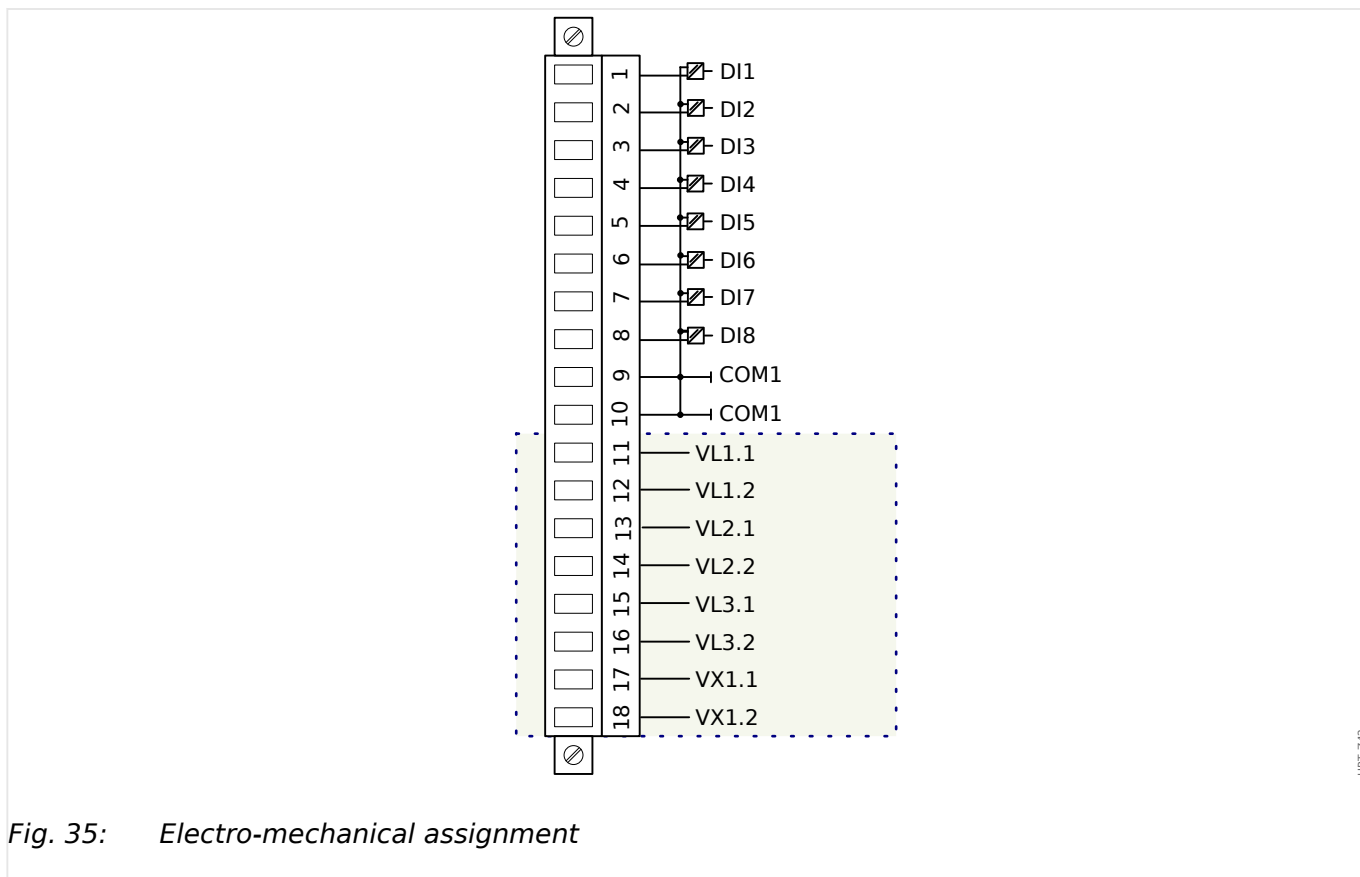 1 DI1
2 DI2
3 DI3
4 DI4
5 DI5
6 DI6
7 DI7
8 DI8
9 COM1
10 COM1
11 VL1.1
12 VL1.2
13 VL2.1
14 VL2.2
15 VL3.1
16 VL3.2
17 VX1.1
18 VX1.2
Fig. 35: Electro-mechanical assignment